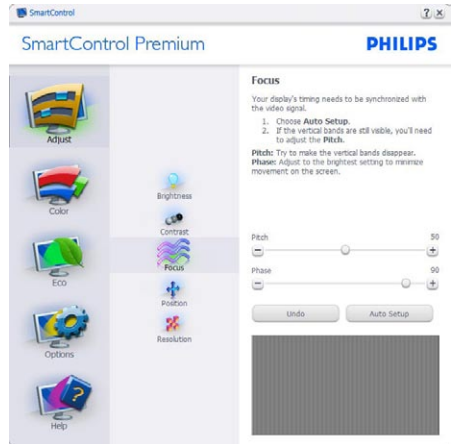 SmartControl
? ×
SmartControl Premium
PHILIPS
Adjust
Color
Eco
Options
Help
Brightness
Contrast
Focus
Position
Resolution
Focus
Your display's timing needs to be synchronized with
the video signal.
1. Choose Auto Setup.
2. If the vertical bands are still visible, you'll need
to adjust the Pitch.
Pitch: Try to make the vertical bands disappear.
Phase: Adjust to the brightest setting to minimize
movement on the screen.
Pitch 50
Phase 90
Undo Auto Setup